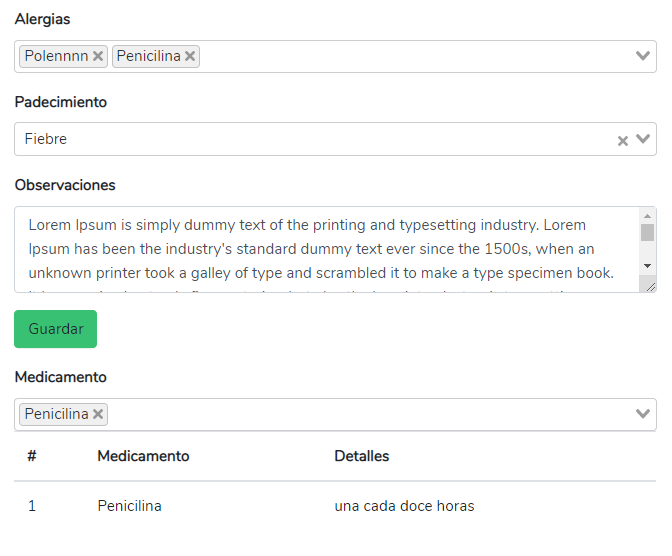 Alergias
Polennnn Penicilina
Padecimiento
Fiebre
Observaciones
Lorem Ipsum is simply dummy text of the printing and typesetting industry. Lorem
Ipsum has been the industry's standard dummy text ever since the 1500s, when an
unknown printer took a galley of type and scrambled it to make a type specimen book.
Guardar
Medicamento
Penicilina
# Medicamento Detalles
1 Penicilina una cada doce horas